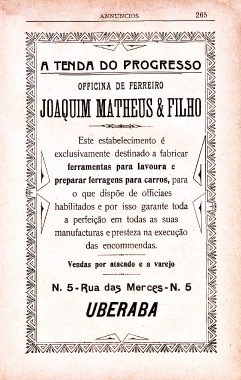 ANNUNCIOS 265
A TENDA DO PROGRESSO
OFFICINA DE FERREIRO
JOAQUIM MATHEUS & FILHO
Este estabelecimento é
exclusivamente destinado a fabricar
ferramentas para lavoura e
preparar ferragens para carros, para
o que dispõe de officiaes
habilitados e por isso garante toda
a perfeição em todas as suas
manufacturas e presteza na execução
das encommendas.
Vendas por atacado e a varejo
N. 5 - Rua das Mercês - N. 5
UBERABA